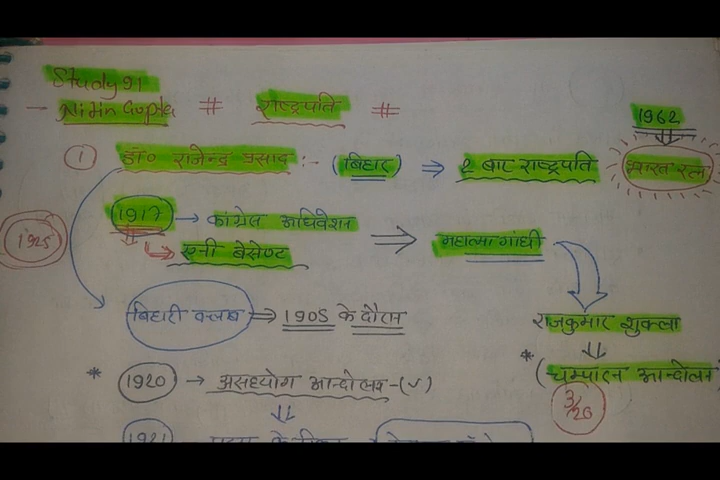 Study 91
- Nitin Gupta # राष्ट्रपति #
1962
① डॉ० राजेन्द्र प्रसाद :- (बिहार) ⇒ 2 बार राष्ट्रपति भारत रत्न
1917 → कांग्रेस अधिवेशन
1925
एनी बेसेण्ट ⇒ महात्मा गांधी
बिहारी क्लब ⇒ 1905 के दौरान
राजकुमार शुक्ला
* 1920 → असहयोग आन्दोलन -(✓)
* (चम्पारन आन्दोलन)
3/20
1921